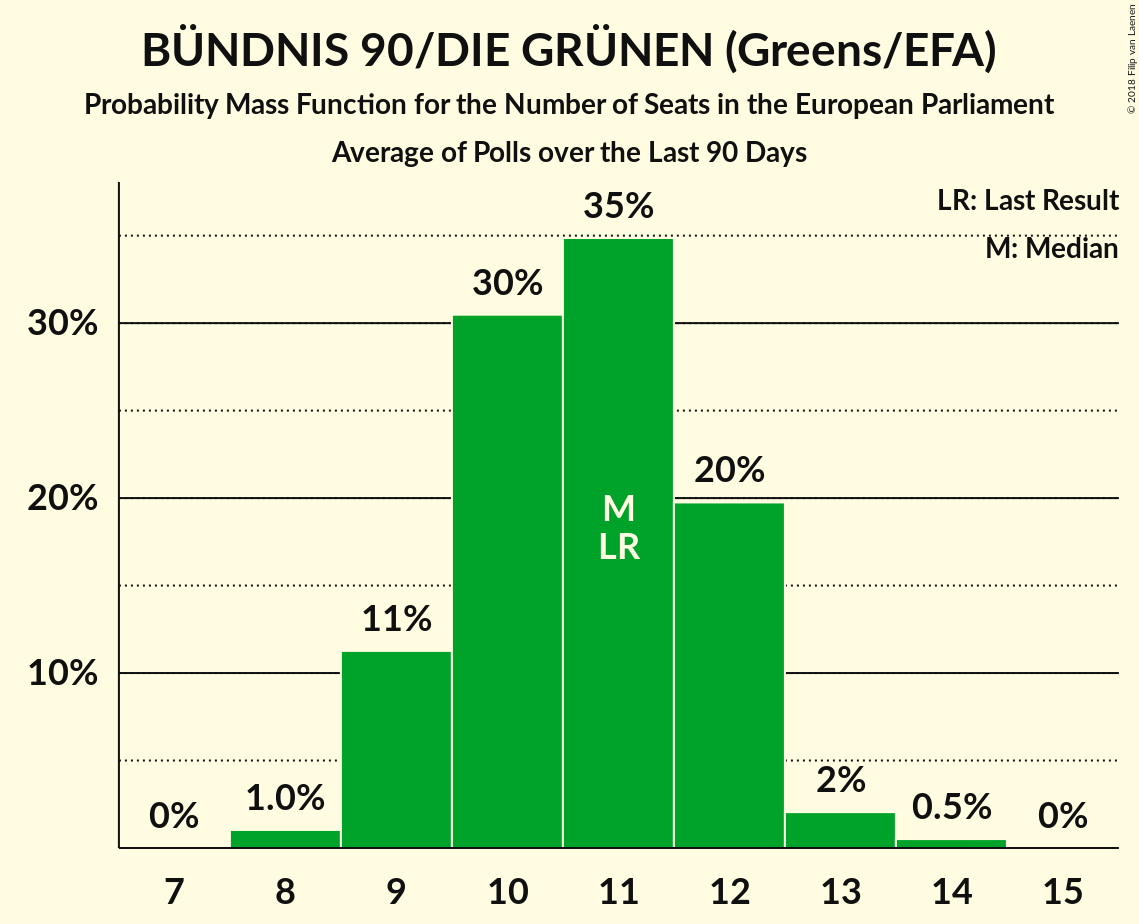 BÜNDNIS 90/DIE GRÜNEN (Greens/EFA)
Probability Mass Function for the Number of Seats in the European Parliament
Average of Polls over the Last 90 Days
© 2018 Filip van Laenen
LR: Last Result
M: Median
35%
30%
30%
20%
20%
M
LR
11%
10%
2%
1.0%
0.5%
0%
0%
7 8 9 10 11 12 13 14 15